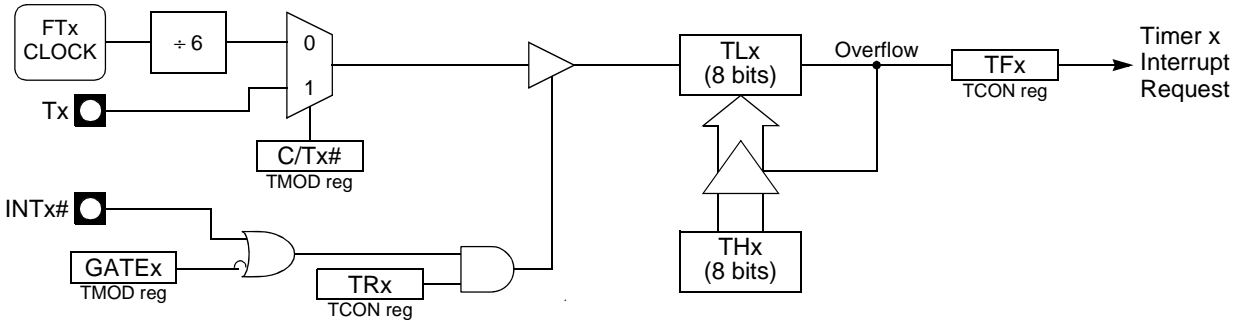 FTx
CLOCK
÷ 6
0
1
Tx
C/Tx#
TMOD reg
TLx
(8 bits)
Overflow
TFx
TCON reg
Timer x
Interrupt
Request
INTx#
GATEx
TMOD reg
TRx
TCON reg
THx
(8 bits)